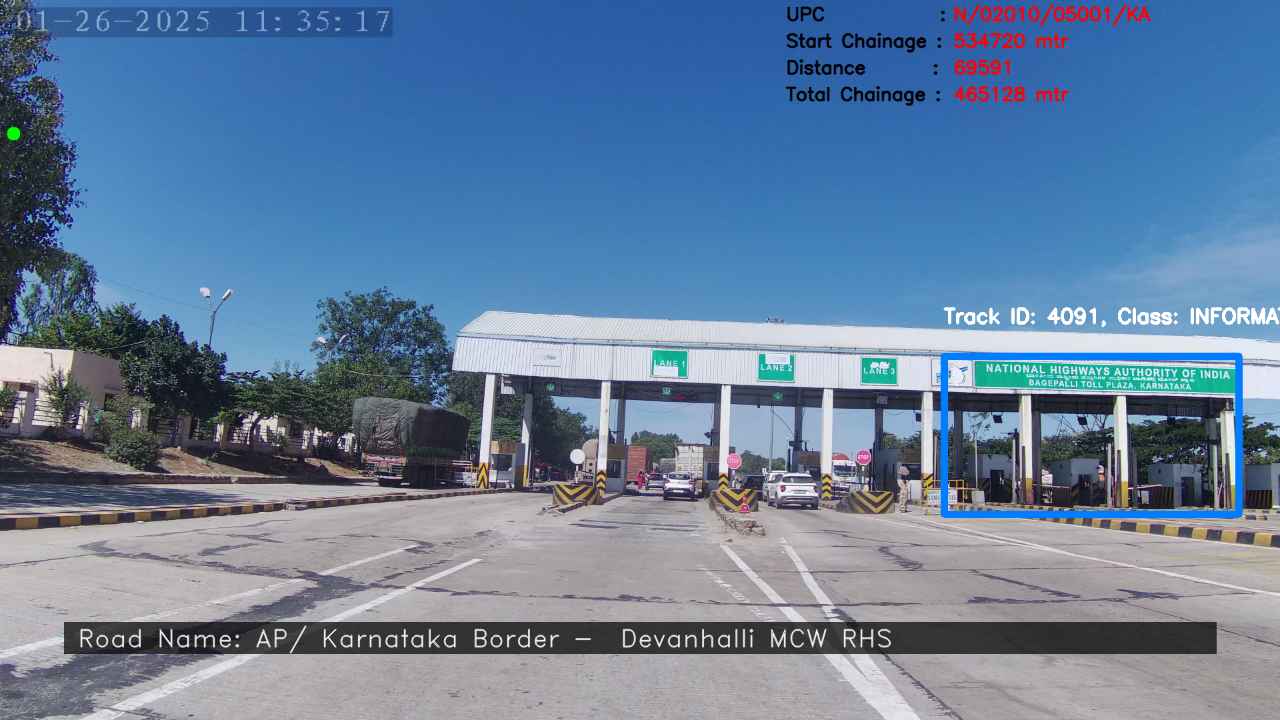 01-26-2025 11:35:17
UPC : N/02010/05001/KA
Start Chainage : 534720 mtr
Distance : 69591
Total Chainage : 465128 mtr
Track ID: 4091, Class: INFORMAT
LANE 1
LANE 2
LANE 3
NATIONAL HIGHWAYS AUTHORITY OF INDIA
BAGEPALLI TOLL PLAZA, KARNATAKA
STOP
STOP
Road Name: AP/ Karnataka Border - Devanhalli MCW RHS